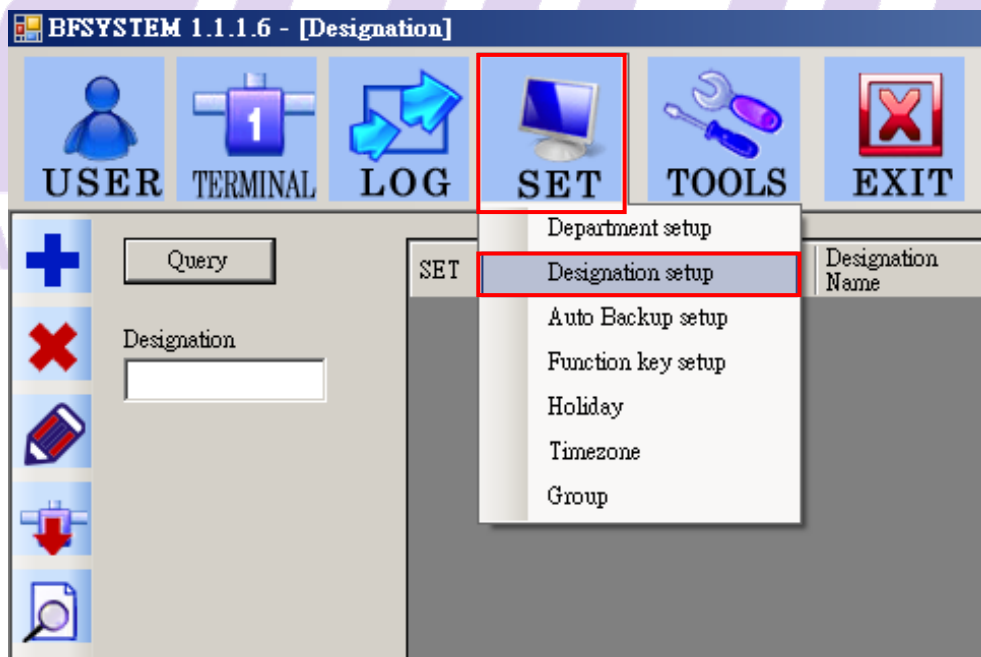 BFSYSTEM 1.1.1.6 - [Designation]
USER
1
TERMINAL
LOG
SET
TOOLS
EXIT
Query
Designation
SET
Department setup
Designation setup
Auto Backup setup
Function key setup
Holiday
Timezone
Group
Designation
Name